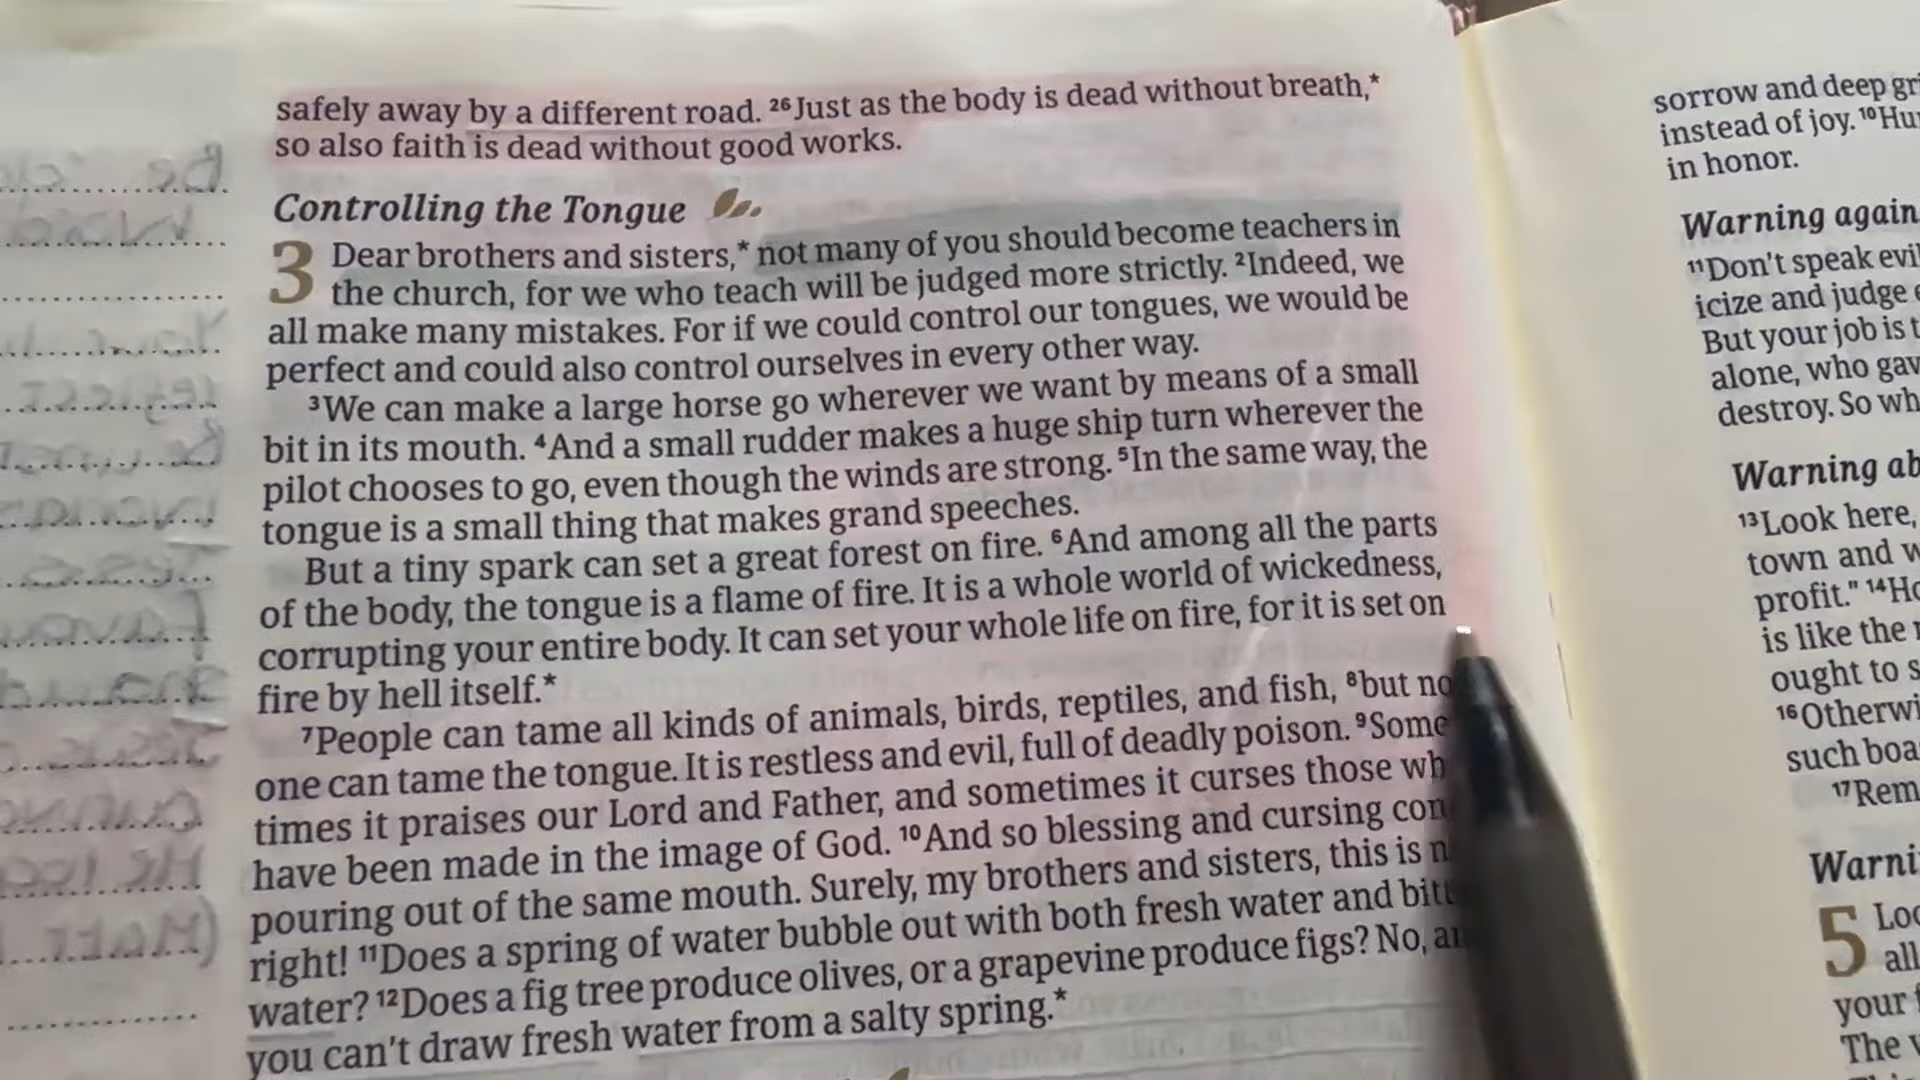 safely away by a different road. ²⁶Just as the body is dead without breath,*
so also faith is dead without good works.
Controlling the Tongue
3 Dear brothers and sisters,* not many of you should become teachers in
the church, for we who teach will be judged more strictly. ²Indeed, we
all make many mistakes. For if we could control our tongues, we would be
perfect and could also control ourselves in every other way.
³We can make a large horse go wherever we want by means of a small
bit in its mouth. ⁴And a small rudder makes a huge ship turn wherever the
pilot chooses to go, even though the winds are strong. ⁵In the same way, the
tongue is a small thing that makes grand speeches.
But a tiny spark can set a great forest on fire. ⁶And among all the parts
of the body, the tongue is a flame of fire. It is a whole world of wickedness,
corrupting your entire body. It can set your whole life on fire, for it is set on
fire by hell itself.*
⁷People can tame all kinds of animals, birds, reptiles, and fish, ⁸but no
one can tame the tongue. It is restless and evil, full of deadly poison. ⁹Some
times it praises our Lord and Father, and sometimes it curses those wh
have been made in the image of God. ¹⁰And so blessing and cursing con
pouring out of the same mouth. Surely, my brothers and sisters, this is n
right! ¹¹Does a spring of water bubble out with both fresh water and bitt
water? ¹²Does a fig tree produce olives, or a grapevine produce figs? No, an
you can't draw fresh water from a salty spring.*
sorrow and deep gri
instead of joy. ¹⁰Hu
in honor.
Warning again
¹¹Don't speak evil
icize and judge e
But your job is t
alone, who gav
destroy. So wh
Warning ab
¹³Look here,
town and w
profit." ¹⁴Ho
is like the
ought to s
¹⁶Otherwi
such boa
¹⁷Rem
Warni
5 Loo
all
your
The